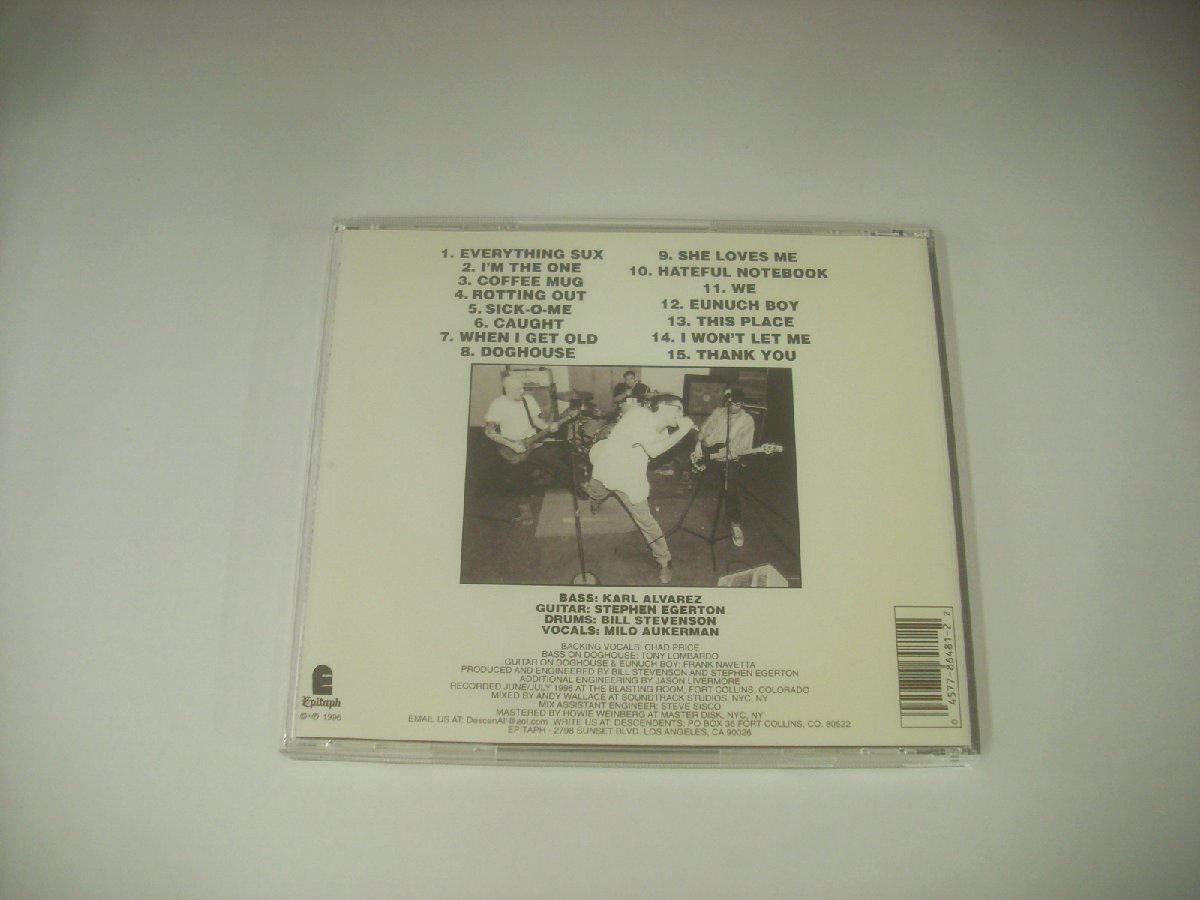 1. EVERYTHING SUX
2. I'M THE ONE
3. COFFEE MUG
4. ROTTING OUT
5. SICK-O-ME
6. CAUGHT
7. WHEN I GET OLD
8. DOGHOUSE
9. SHE LOVES ME
10. HATEFUL NOTEBOOK
11. WE
12. EUNUCH BOY
13. THIS PLACE
14. I WON'T LET ME
15. THANK YOU
BASS: KARL ALVAREZ
GUITAR: STEPHEN EGERTON
DRUMS: BILL STEVENSON
VOCALS: MILO AUKERMAN
BACKING VOCALS: CHAD PRICE
BASS ON DOGHOUSE: TONY LOMBARDO
GUITAR ON DOGHOUSE & EUNUCH BOY: FRANK NAVETTA
PRODUCED AND ENGINEERED BY BILL STEVENSON AND STEPHEN EGERTON
ADDITIONAL ENGINEERING BY JASON LIVERMORE
RECORDED JUNE/JULY 1996 AT THE BLASTING ROOM, FORT COLLINS, COLORADO
MIXED BY ANDY WALLACE AT SOUNDTRACK STUDIOS, NYC, NY
MIX ASSISTANT ENGINEER: STEVE SISCO
MASTERED BY HOWIE WEINBERG AT MASTER DISK, NYC, NY
EMAIL US AT: DescenAll@aol.com WRITE US AT: DESCENDENTS: PO BOX 36 FORT COLLINS, CO. 80522
EPITAPH - 2798 SUNSET BLVD. LOS ANGELES, CA 90026
E
Epitaph
©+℗ 1996
0 4577-86481-2 2